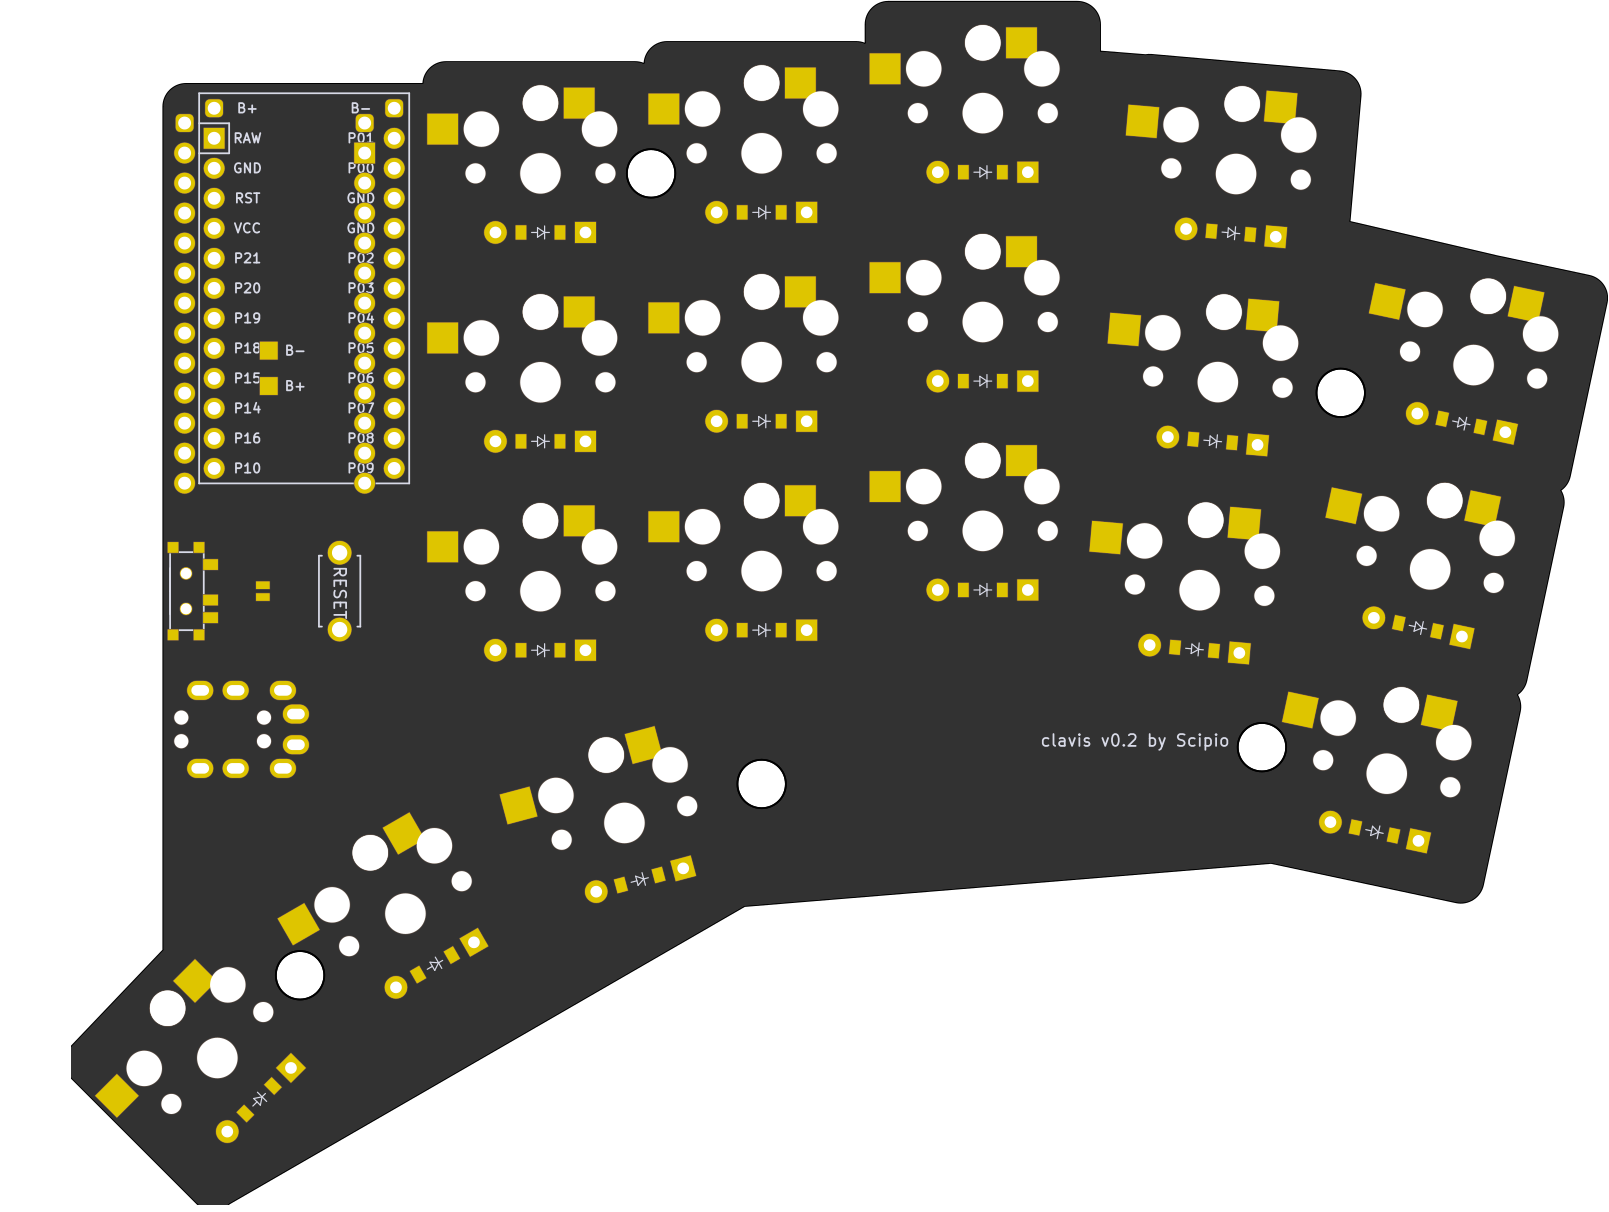 B+ B-
RAW P01
GND P00
RST GND
VCC GND
P21 P02
P20 P03
P19 P04
P18 P05
B-
P15 P06
B+
P14 P07
P16 P08
P10 P09
RESET
clavis v0.2 by Scipio